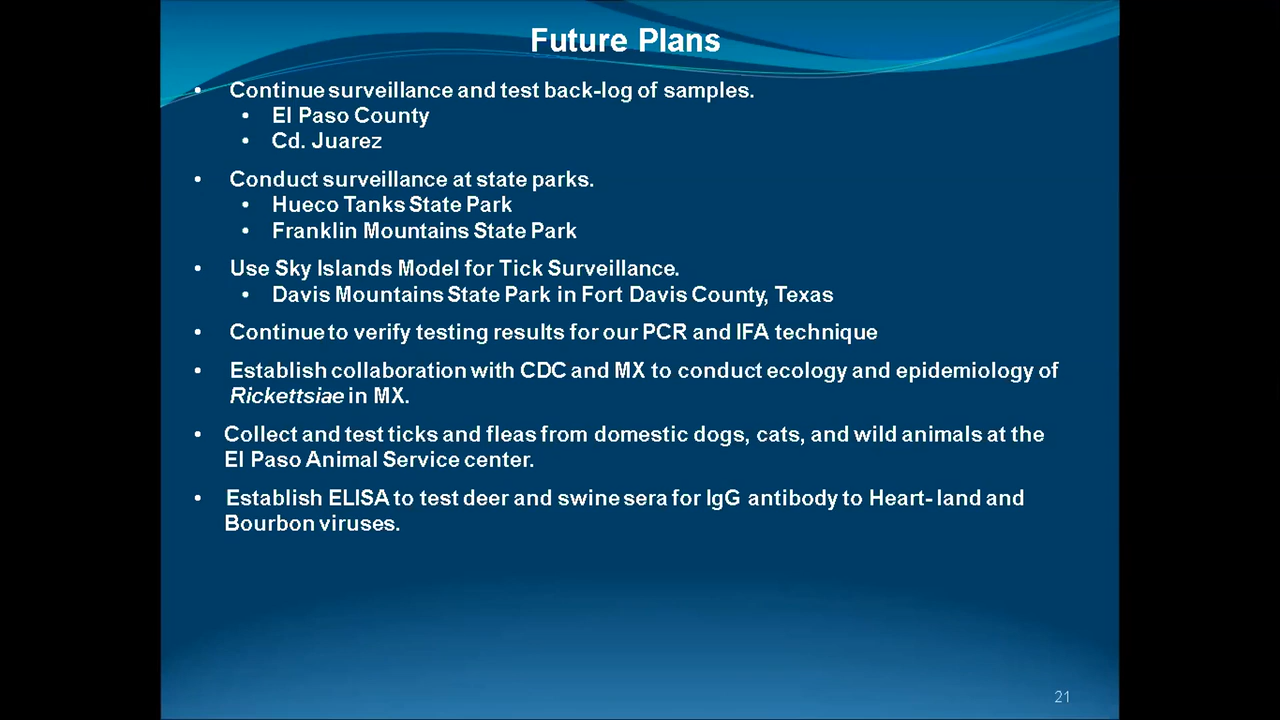 Future Plans
• Continue surveillance and test back-log of samples.
• El Paso County
• Cd. Juarez
• Conduct surveillance at state parks.
• Hueco Tanks State Park
• Franklin Mountains State Park
• Use Sky Islands Model for Tick Surveillance.
• Davis Mountains State Park in Fort Davis County, Texas
• Continue to verify testing results for our PCR and IFA technique
• Establish collaboration with CDC and MX to conduct ecology and epidemiology of
Rickettsiae in MX.
• Collect and test ticks and fleas from domestic dogs, cats, and wild animals at the
El Paso Animal Service center.
• Establish ELISA to test deer and swine sera for IgG antibody to Heart- land and
Bourbon viruses.
21